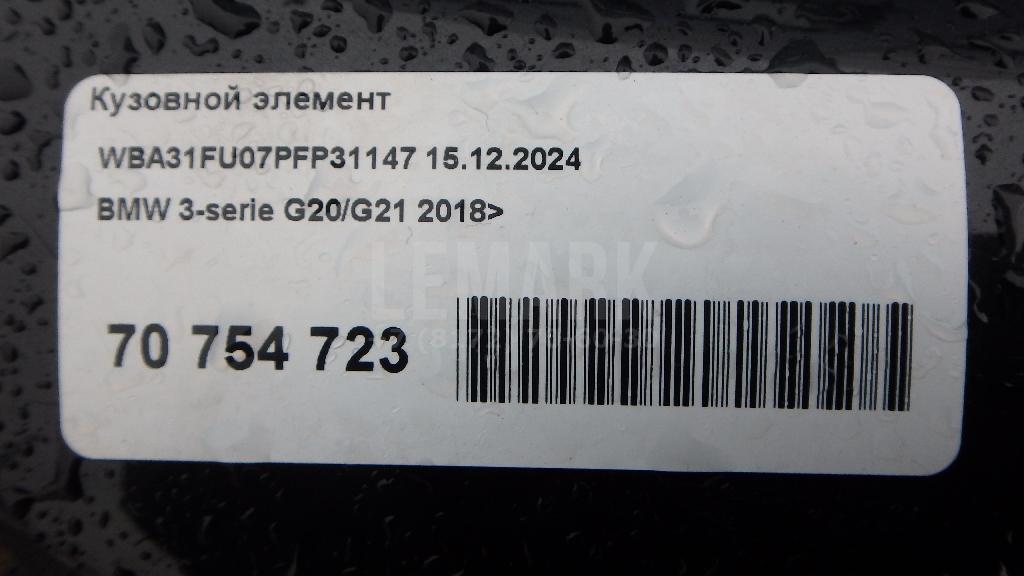 Кузовной элемент
WBA31FU07PFP31147 15.12.2024
BMW 3-serie G20/G21 2018>
LEMARK
70 754 723